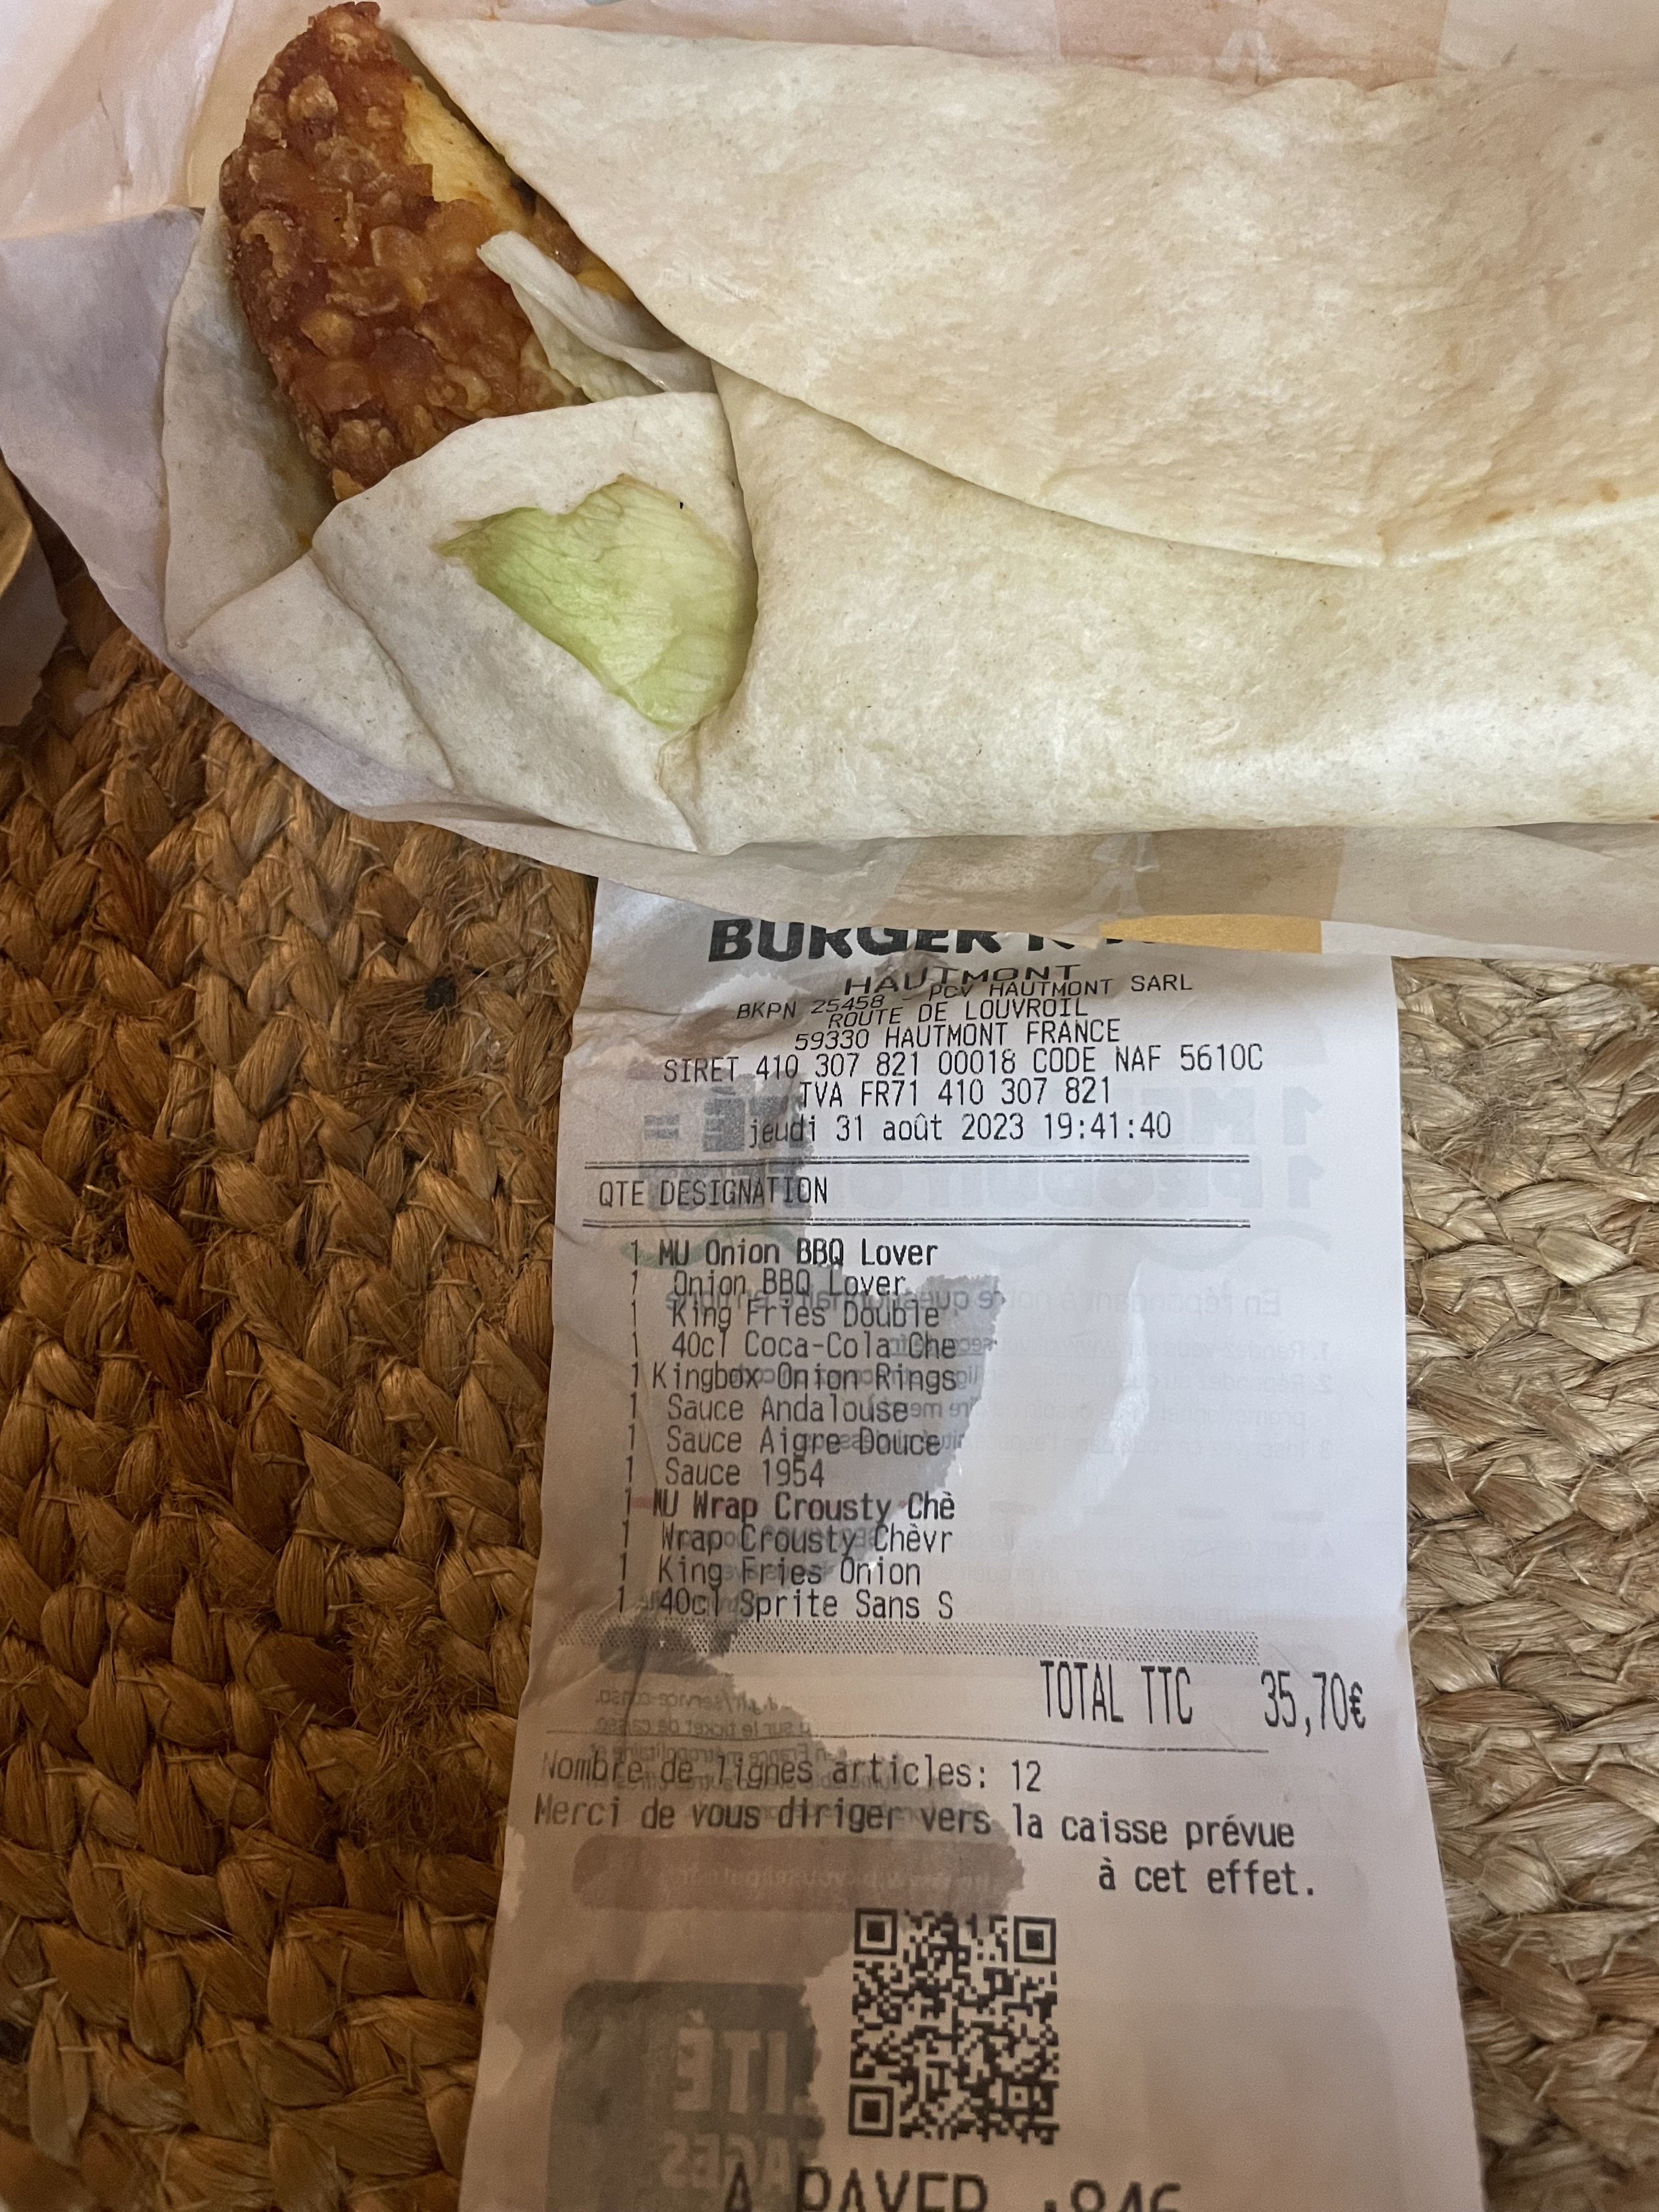 BURGER
HAUTMONT
BKPN 25458 - PCV HAUTMONT SARL
ROUTE DE LOUVROIL
59330 HAUTMONT FRANCE
SIRET 410 307 821 00018 CODE NAF 5610C
TVA FR71 410 307 821
jeudi 31 août 2023 19:41:40
QTE DESIGNATION
1 MU Onion BBQ Lover
1 Onion BBQ Lover
1 King Fries Double
1 40cl Coca-Cola Che
1 Kingbox Onion Rings
1 Sauce Andalouse
1 Sauce Aigre Douce
1 Sauce 1954
1 MU Wrap Crousty Chè
1 Wrap Crousty Chèvr
1 King Fries Onion
1 40cl Sprite Sans S
TOTAL TTC 35,70€
Nombre de lignes articles: 12
Merci de vous diriger vers la caisse prévue
à cet effet.
A PAYER :846